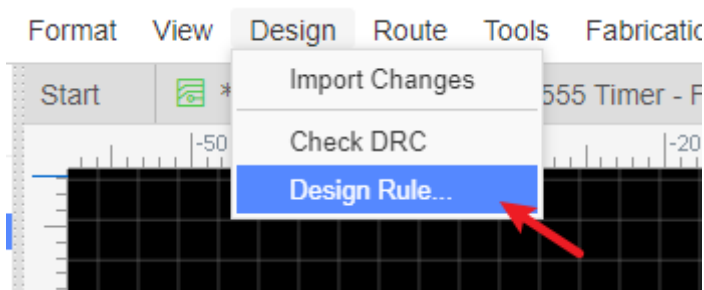 Format View Design Route Tools
Start * Import Changes 555 Timer - F
-50 Check DRC -20
Design Rule...